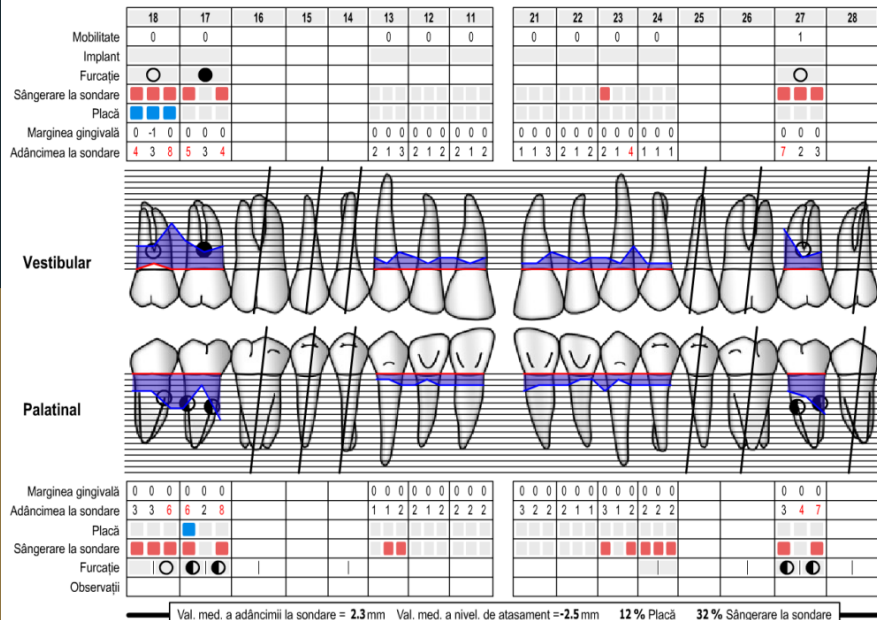 18 17 16 15 14 13 12 11 21 22 23 24 25 26 27 28
Mobilitate 0 0 0 0 0 0 0 0 0 1
Implant
Furcație
Sângerare la sondare
Placă
Marginea gingivală 0 -1 0 0 0 0 0 0 0 0 0 0 0 0 0 0 0 0 0 0 0 0 0 0 0 0 0 0 0 0
Adâncimea la sondare 4 3 8 5 3 4 2 1 3 2 1 2 2 1 2 1 1 3 2 1 2 2 1 4 1 1 1 7 2 3
Vestibular
Palatinal
Marginea gingivală 0 0 0 0 0 0 0 0 0 0 0 0 0 0 0 0 0 0 0 0 0 0 0 0 0 0 0 0 0 0
Adâncimea la sondare 3 3 6 6 2 8 1 1 2 2 1 2 2 2 2 3 2 2 2 1 1 3 1 2 2 2 2 3 4 7
Placă
Sângerare la sondare
Furcație
Observații
Val. med. a adâncimii la sondare = 2.3 mm Val. med. a nivel. de atasament =-2.5 mm 12 % Placă 32 % Sângerare la sondare